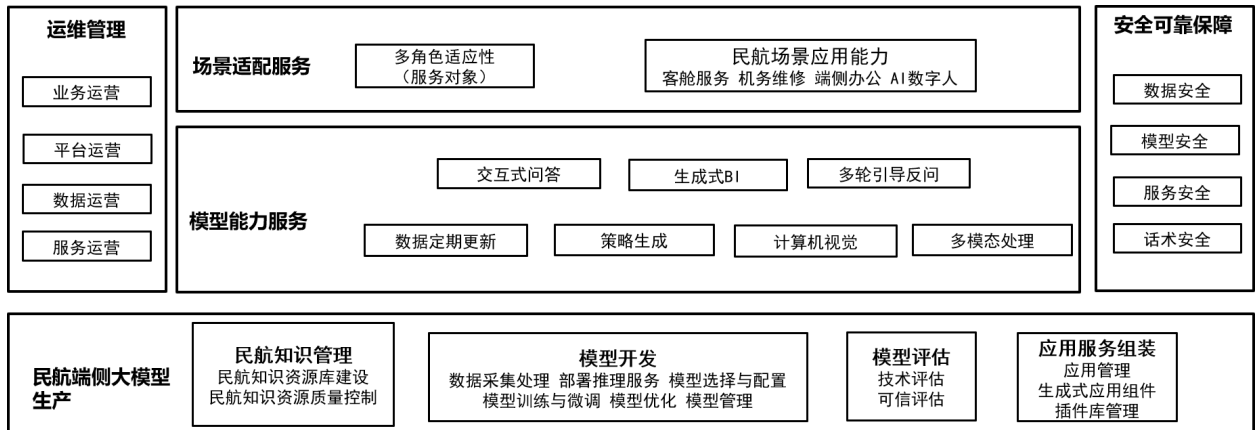 运维管理
业务运营
平台运营
数据运营
服务运营
场景适配服务
多角色适应性
（服务对象）
民航场景应用能力
客舱服务 机务维修 端侧办公 AI数字人
模型能力服务
交互式问答
生成式BI
多轮引导反问
数据定期更新
策略生成
计算机视觉
多模态处理
安全可靠保障
数据安全
模型安全
服务安全
话术安全
民航端侧大模型
生产
民航知识管理
民航知识资源库建设
民航知识资源质量控制
模型开发
数据采集处理 部署推理服务 模型选择与配置
模型训练与微调 模型优化 模型管理
模型评估
技术评估
可信评估
应用服务组装
应用管理
生成式应用组件
插件库管理